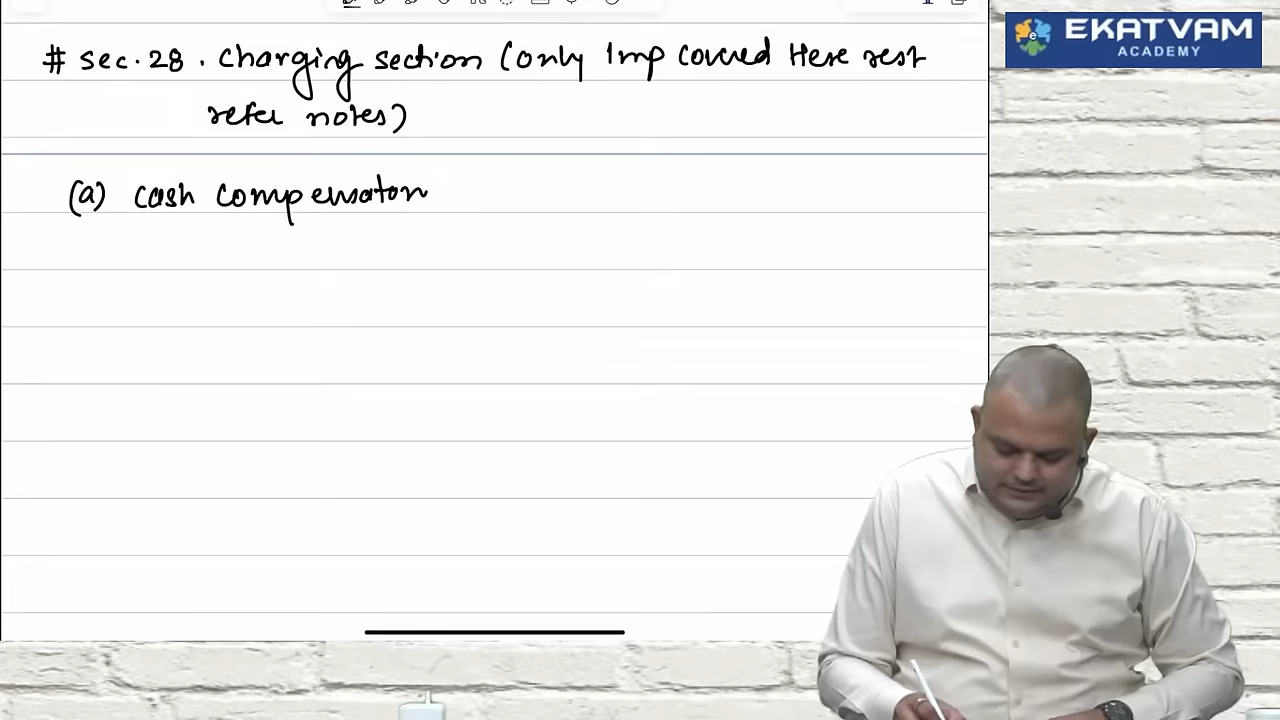 # Sec. 28 . Charging section (only Imp covered Here rest
refer notes)
(a) cash compensaton
EKATVAM
ACADEMY